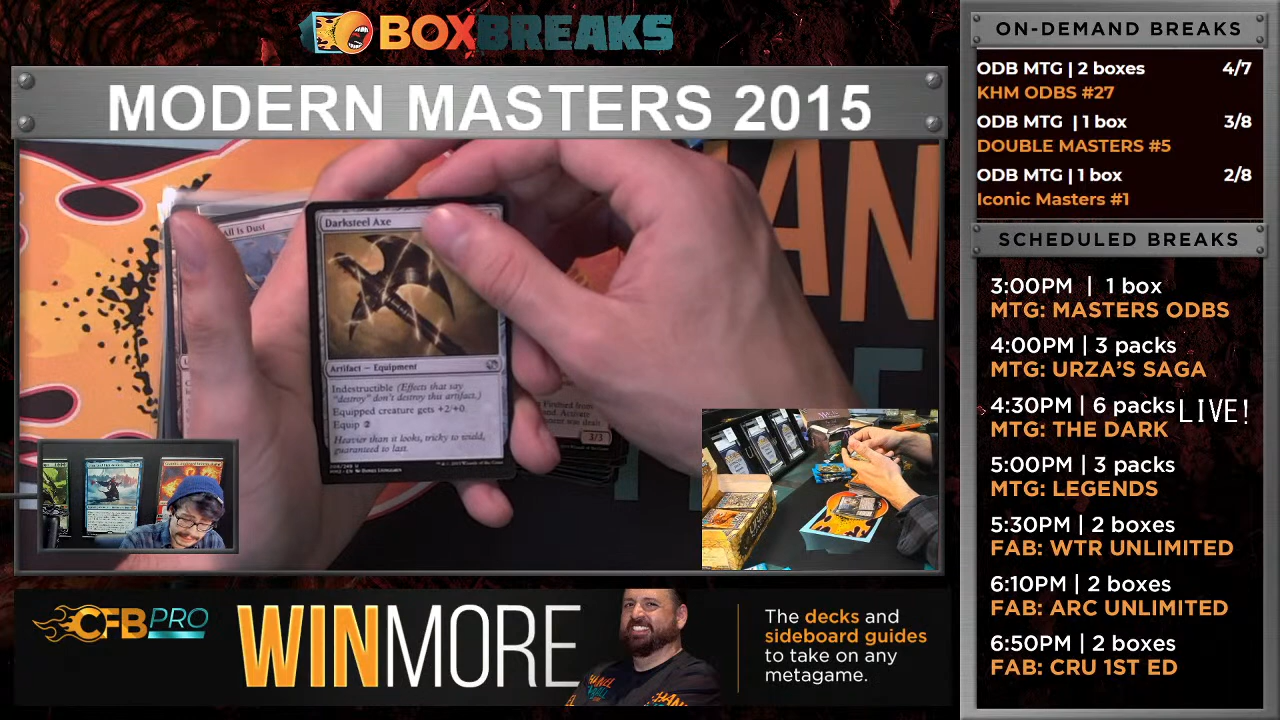 BOXBREAKS
MODERN MASTERS 2015
All Is Dust
Darksteel Axe
Artifact — Equipment
Indestructible (Effects that say
"destroy" don't destroy this artifact.)
Equipped creature gets +2/+0.
Equip 2
Heavier than it looks, tricky to wield,
guaranteed to last.
3/3
LIVE!
CFB PRO
WINMORE
The decks and
sideboard guides
to take on any
metagame.
ON-DEMAND BREAKS
ODB MTG | 2 boxes 4/7
KHM ODBS #27
ODB MTG | 1 box 3/8
DOUBLE MASTERS #5
ODB MTG | 1 box 2/8
Iconic Masters #1
SCHEDULED BREAKS
3:00PM | 1 box
MTG: MASTERS ODBS
4:00PM | 3 packs
MTG: URZA'S SAGA
4:30PM | 6 packs
MTG: THE DARK
5:00PM | 3 packs
MTG: LEGENDS
5:30PM | 2 boxes
FAB: WTR UNLIMITED
6:10PM | 2 boxes
FAB: ARC UNLIMITED
6:50PM | 2 boxes
FAB: CRU 1ST ED